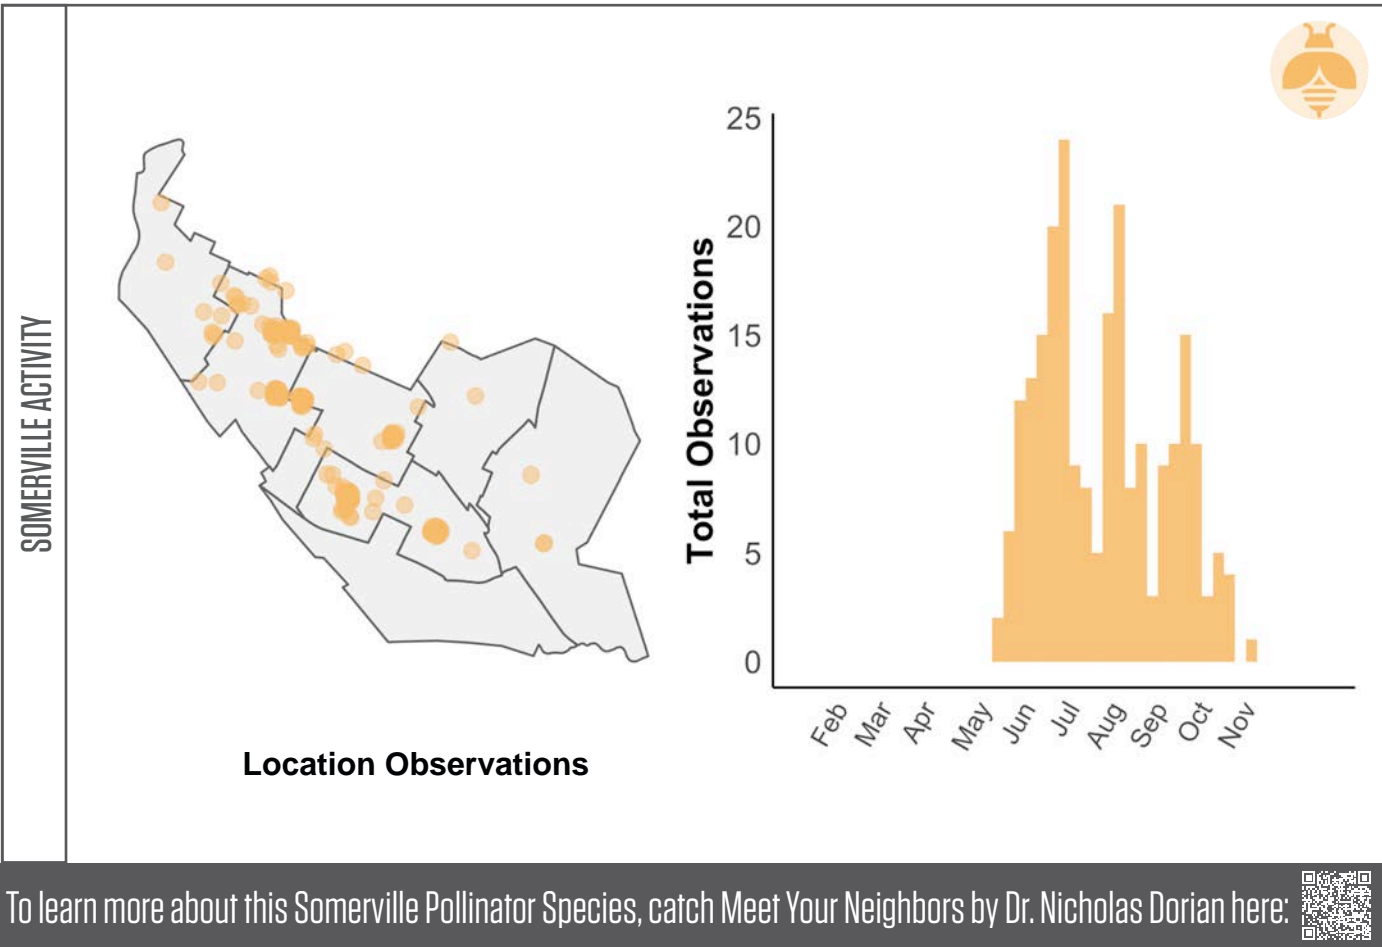 SOMERVILLE ACTIVITY
Location Observations
Total Observations
25
20
15
10
5
0
Feb
Mar
Apr
May
Jun
Jul
Aug
Sep
Oct
Nov
To learn more about this Somerville Pollinator Species, catch Meet Your Neighbors by Dr. Nicholas Dorian here: